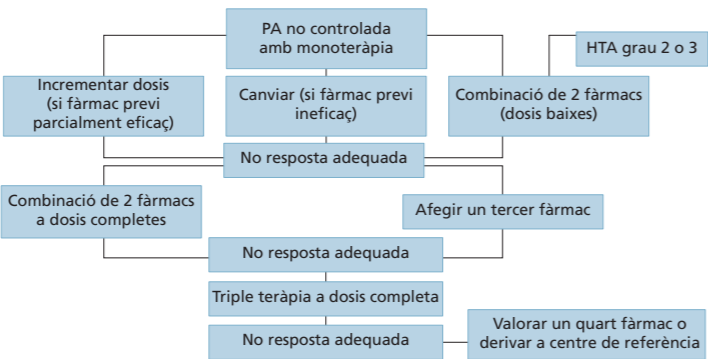 PA no controlada
amb monoteràpia
HTA grau 2 o 3
Incrementar dosis
(si fàrmac previ
parcialment eficaç)
Canviar (si fàrmac previ
ineficaç)
Combinació de 2 fàrmacs
(dosis baixes)
No resposta adequada
Combinació de 2 fàrmacs
a dosis completes
Afegir un tercer fàrmac
No resposta adequada
Triple teràpia a dosis completa
No resposta adequada
Valorar un quart fàrmac o
derivar a centre de referència